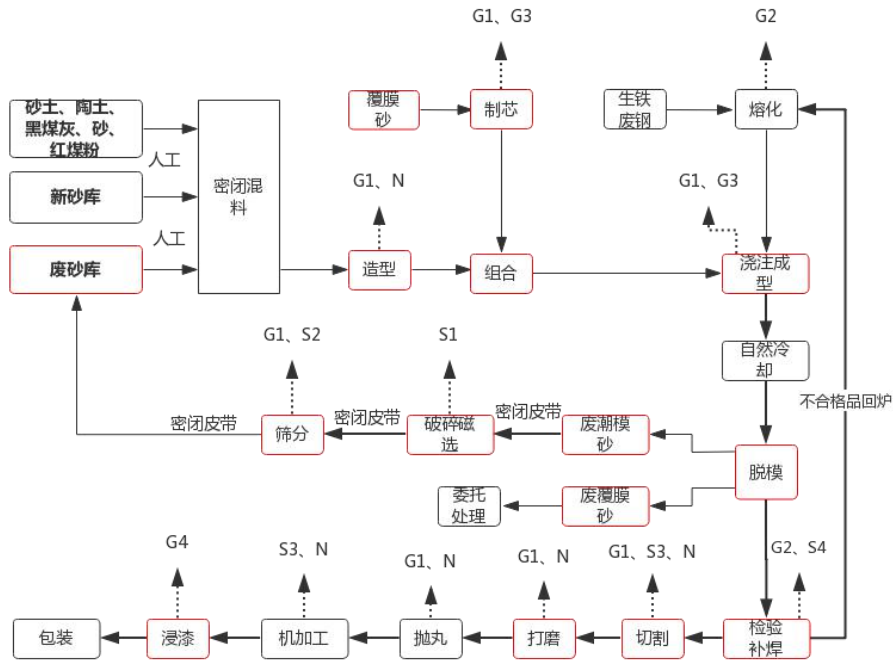 G1、G3
G2
砂土、陶土、
黑煤灰、砂、
红煤粉
覆膜
砂
制芯
生铁
废钢
熔化
人工
密闭混
料
G1、N
G1、G3
新砂库
人工
废砂库
造型
组合
浇注成
型
G1、S2
S1
自然冷
却
不合格品回炉
密闭皮带
筛分
密闭皮带
破碎磁
选
密闭皮带
废潮模
砂
脱模
委托
处理
废覆膜
砂
G4
S3、N
G1、N
G1、N
G1、S3、N
G2、S4
包装
浸漆
机加工
抛丸
打磨
切割
检验
补焊